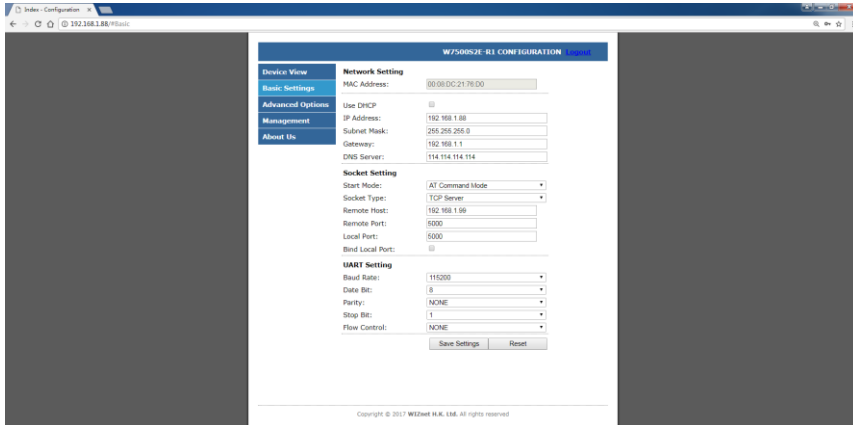 Index - Configuration
192.168.1.88/#Basic
W7500S2E-R1 CONFIGURATION Logout
Device View
Basic Settings
Advanced Options
Management
About Us
Network Setting
MAC Address: 00:08:DC:21:76:D0
Use DHCP
IP Address: 192.168.1.88
Subnet Mask: 255.255.255.0
Gateway: 192.168.1.1
DNS Server: 114.114.114.114
Socket Setting
Start Mode: AT Command Mode
Socket Type: TCP Server
Remote Host: 192.168.1.99
Remote Port: 5000
Local Port: 5000
Bind Local Port:
UART Setting
Baud Rate: 115200
Date Bit: 8
Parity: NONE
Stop Bit: 1
Flow Control: NONE
Save Settings Reset
Copyright © 2017 WIZnet H.K. Ltd. All rights reserved